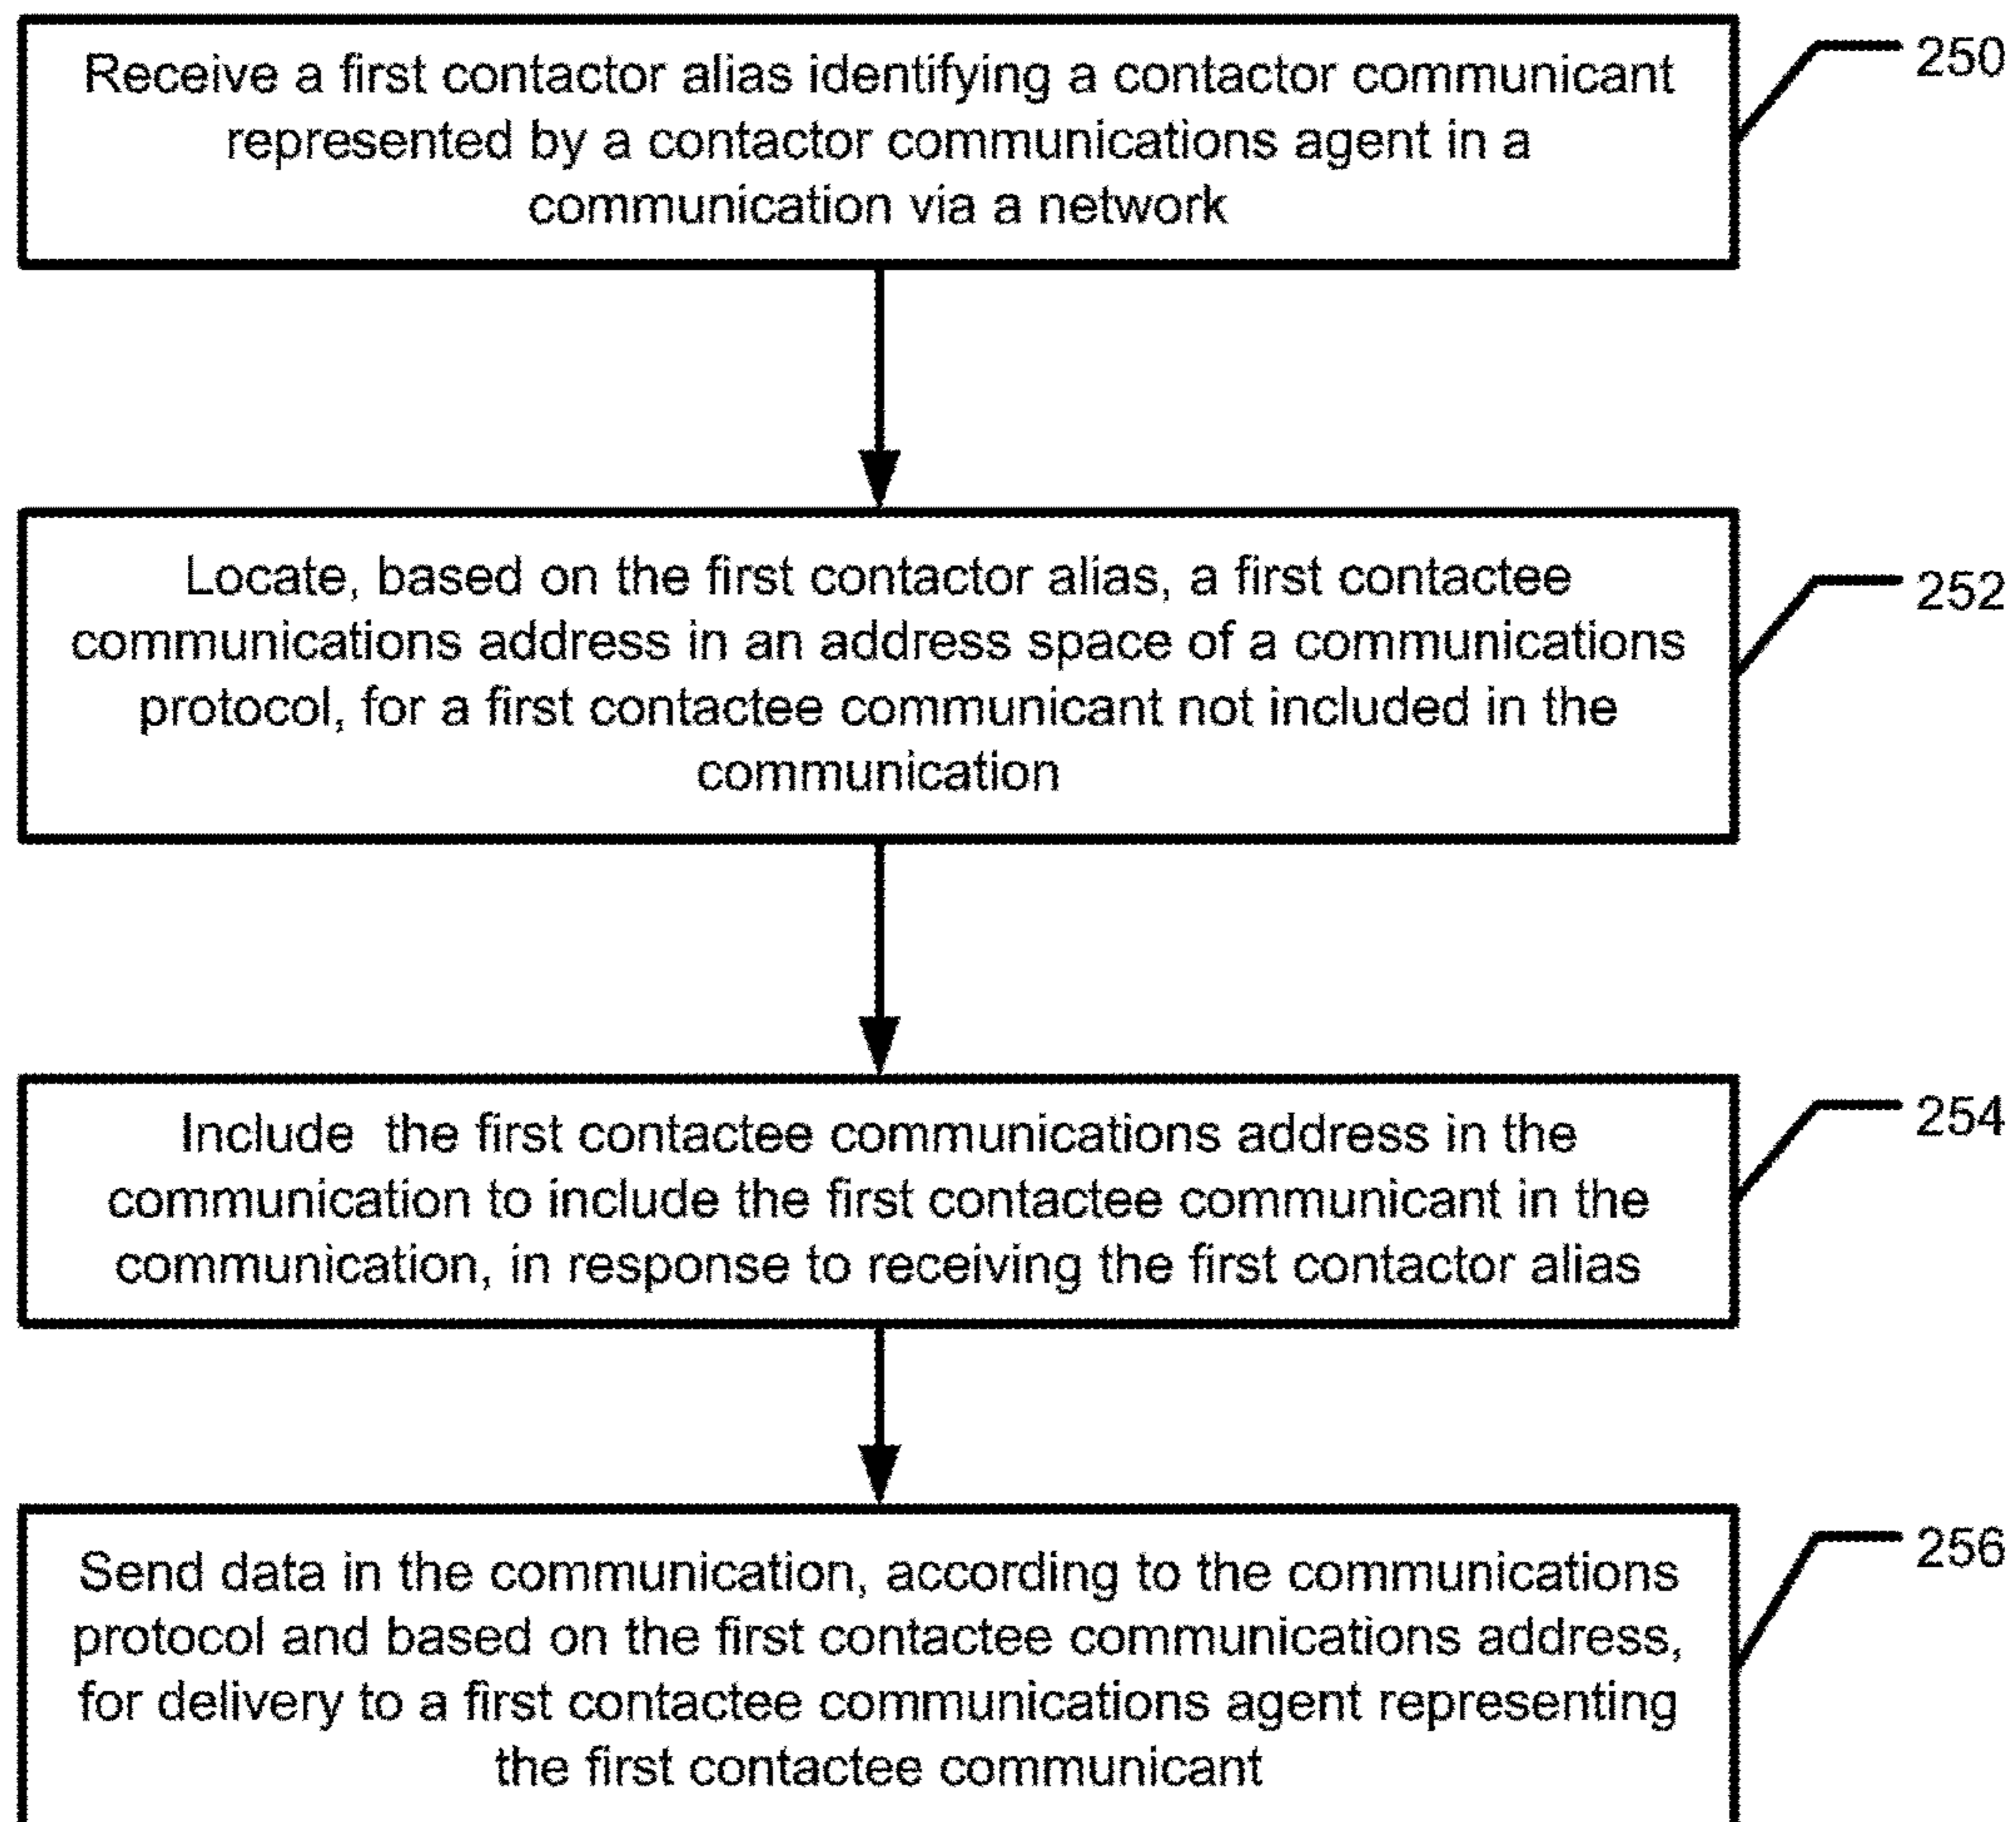 Receive a first contactor alias identifying a contactor communicant
represented by a contactor communications agent in a
communication via a network
250
Locate, based on the first contactor alias, a first contactee
communications address in an address space of a communications
protocol, for a first contactee communicant not included in the
communication
252
Include the first contactee communications address in the
communication to include the first contactee communicant in the
communication, in response to receiving the first contactor alias
254
Send data in the communication, according to the communications
protocol and based on the first contactee communications address,
for delivery to a first contactee communications agent representing
the first contactee communicant
256